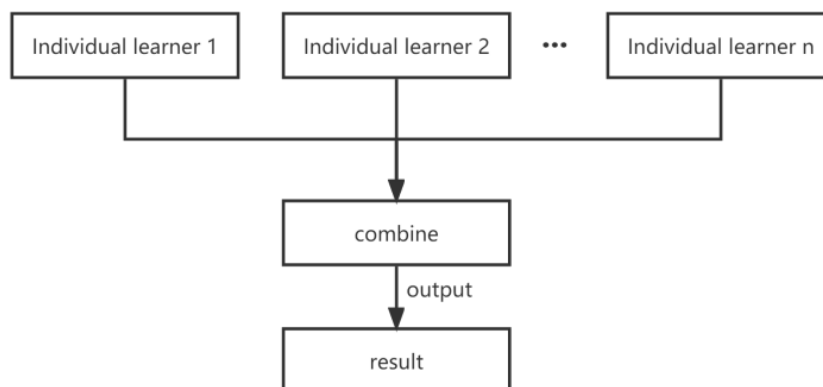 Individual learner 1
Individual learner 2
•••
Individual learner n
combine
output
result